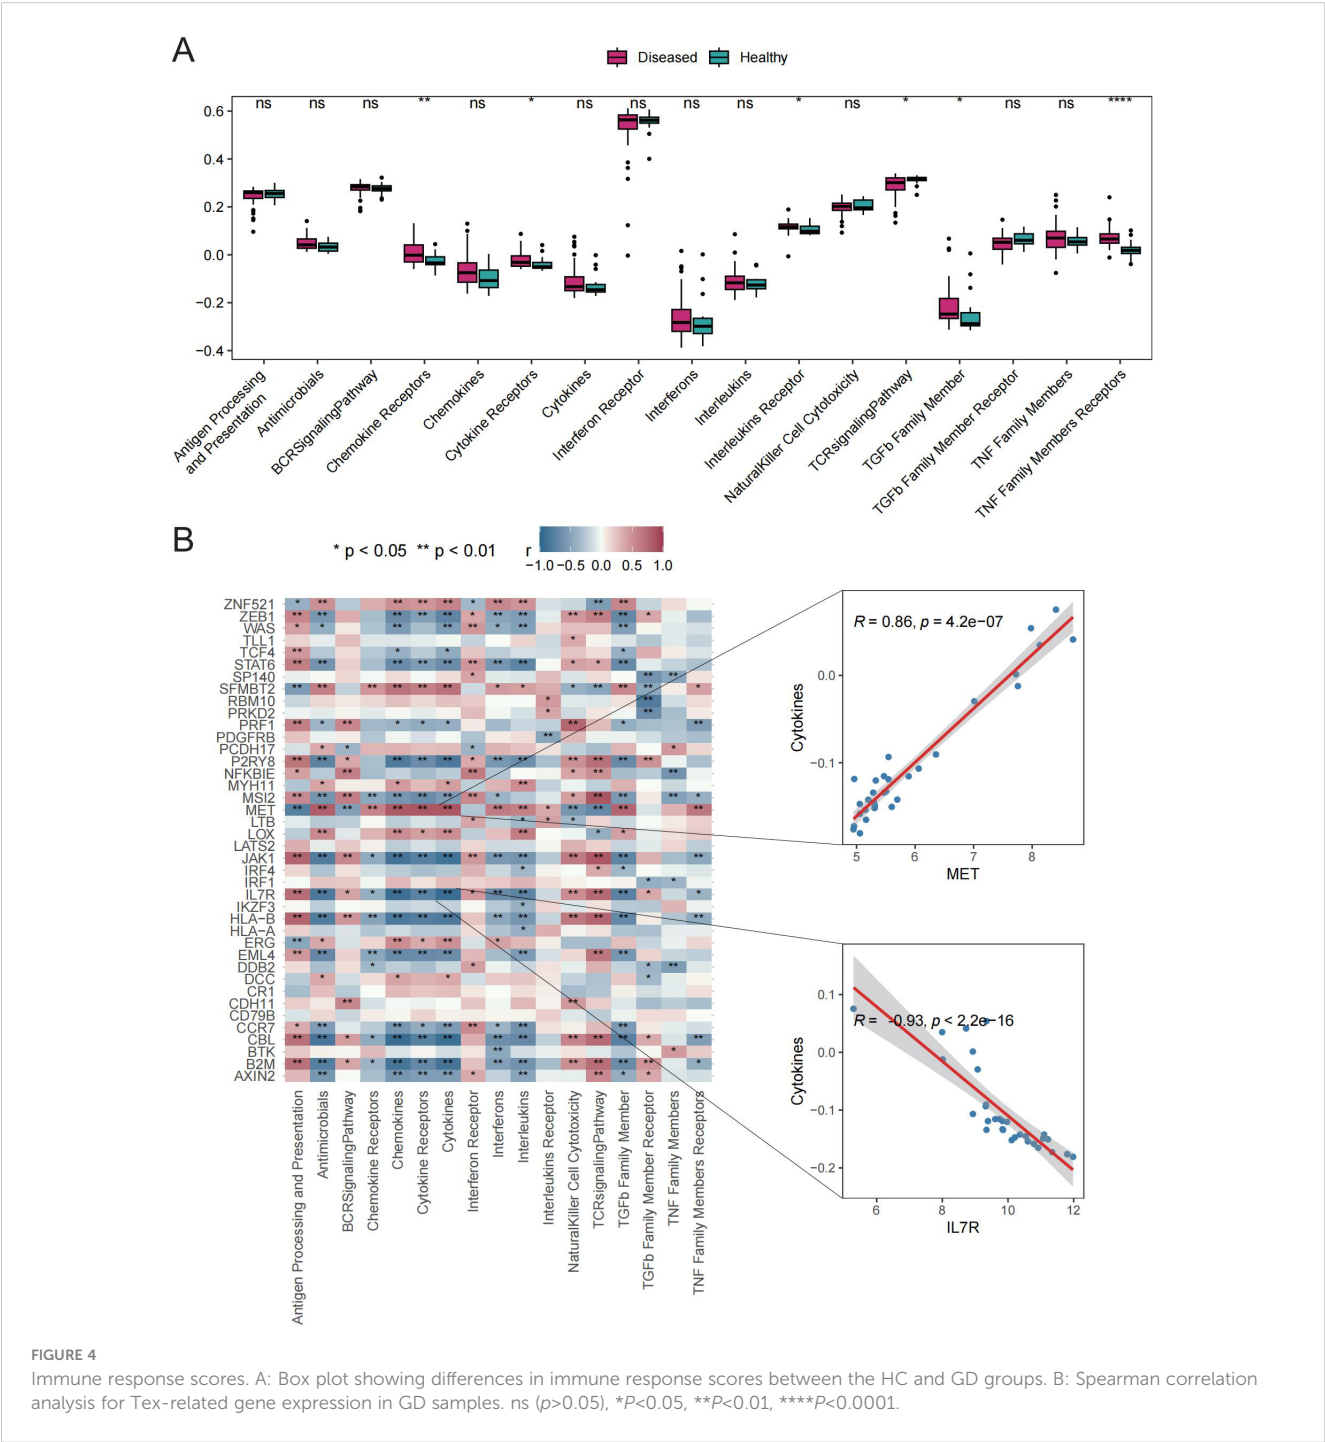 A
Diseased Healthy
ns ns ns ** ns * ns ns ns ns * ns * * ns ns ****
0.6
0.4
0.2
0.0
−0.2
−0.4
Antigen Processing
and Presentation
Antimicrobials
BCRSignalingPathway
Chemokine Receptors
Chemokines
Cytokine Receptors
Cytokines
Interferon Receptor
Interferons
Interleukins
Interleukins Receptor
NaturalKiller Cell Cytotoxicity
TCRsignalingPathway
TGFb Family Member
TGFb Family Member Receptor
TNF Family Members
TNF Family Members Receptors
B
* p < 0.05 ** p < 0.01
r
−1.0 −0.5 0.0 0.5 1.0
ZNF521
ZEB1
WAS
TLL1
TCF4
STAT6
SP140
SFMBT2
RBM10
PRKD2
PRF1
PDGFRB
PCDH17
P2RY8
NFKBIE
MYH11
MSI2
MET
LTB
LOX
LATS2
JAK1
IRF4
IRF1
IL7R
IKZF3
HLA−B
HLA−A
ERG
EML4
DDB2
DCC
CR1
CDH11
CD79B
CCR7
CBL
BTK
B2M
AXIN2
Antigen Processing and Presentation
Antimicrobials
BCRSignalingPathway
Chemokine Receptors
Chemokines
Cytokine Receptors
Cytokines
Interferon Receptor
Interferons
Interleukins
Interleukins Receptor
NaturalKiller Cell Cytotoxicity
TCRsignalingPathway
TGFb Family Member
TGFb Family Member Receptor
TNF Family Members
TNF Family Members Receptors
R = 0.86, p = 4.2e−07
Cytokines
0.0
−0.1
5 6 7 8
MET
R = -0.93, p < 2.2e−16
Cytokines
0.1
0.0
−0.1
−0.2
6 8 10 12
IL7R
FIGURE 4
Immune response scores. A: Box plot showing differences in immune response scores between the HC and GD groups. B: Spearman correlation
analysis for Tex-related gene expression in GD samples. ns (p>0.05), *P<0.05, **P<0.01, ****P<0.0001.